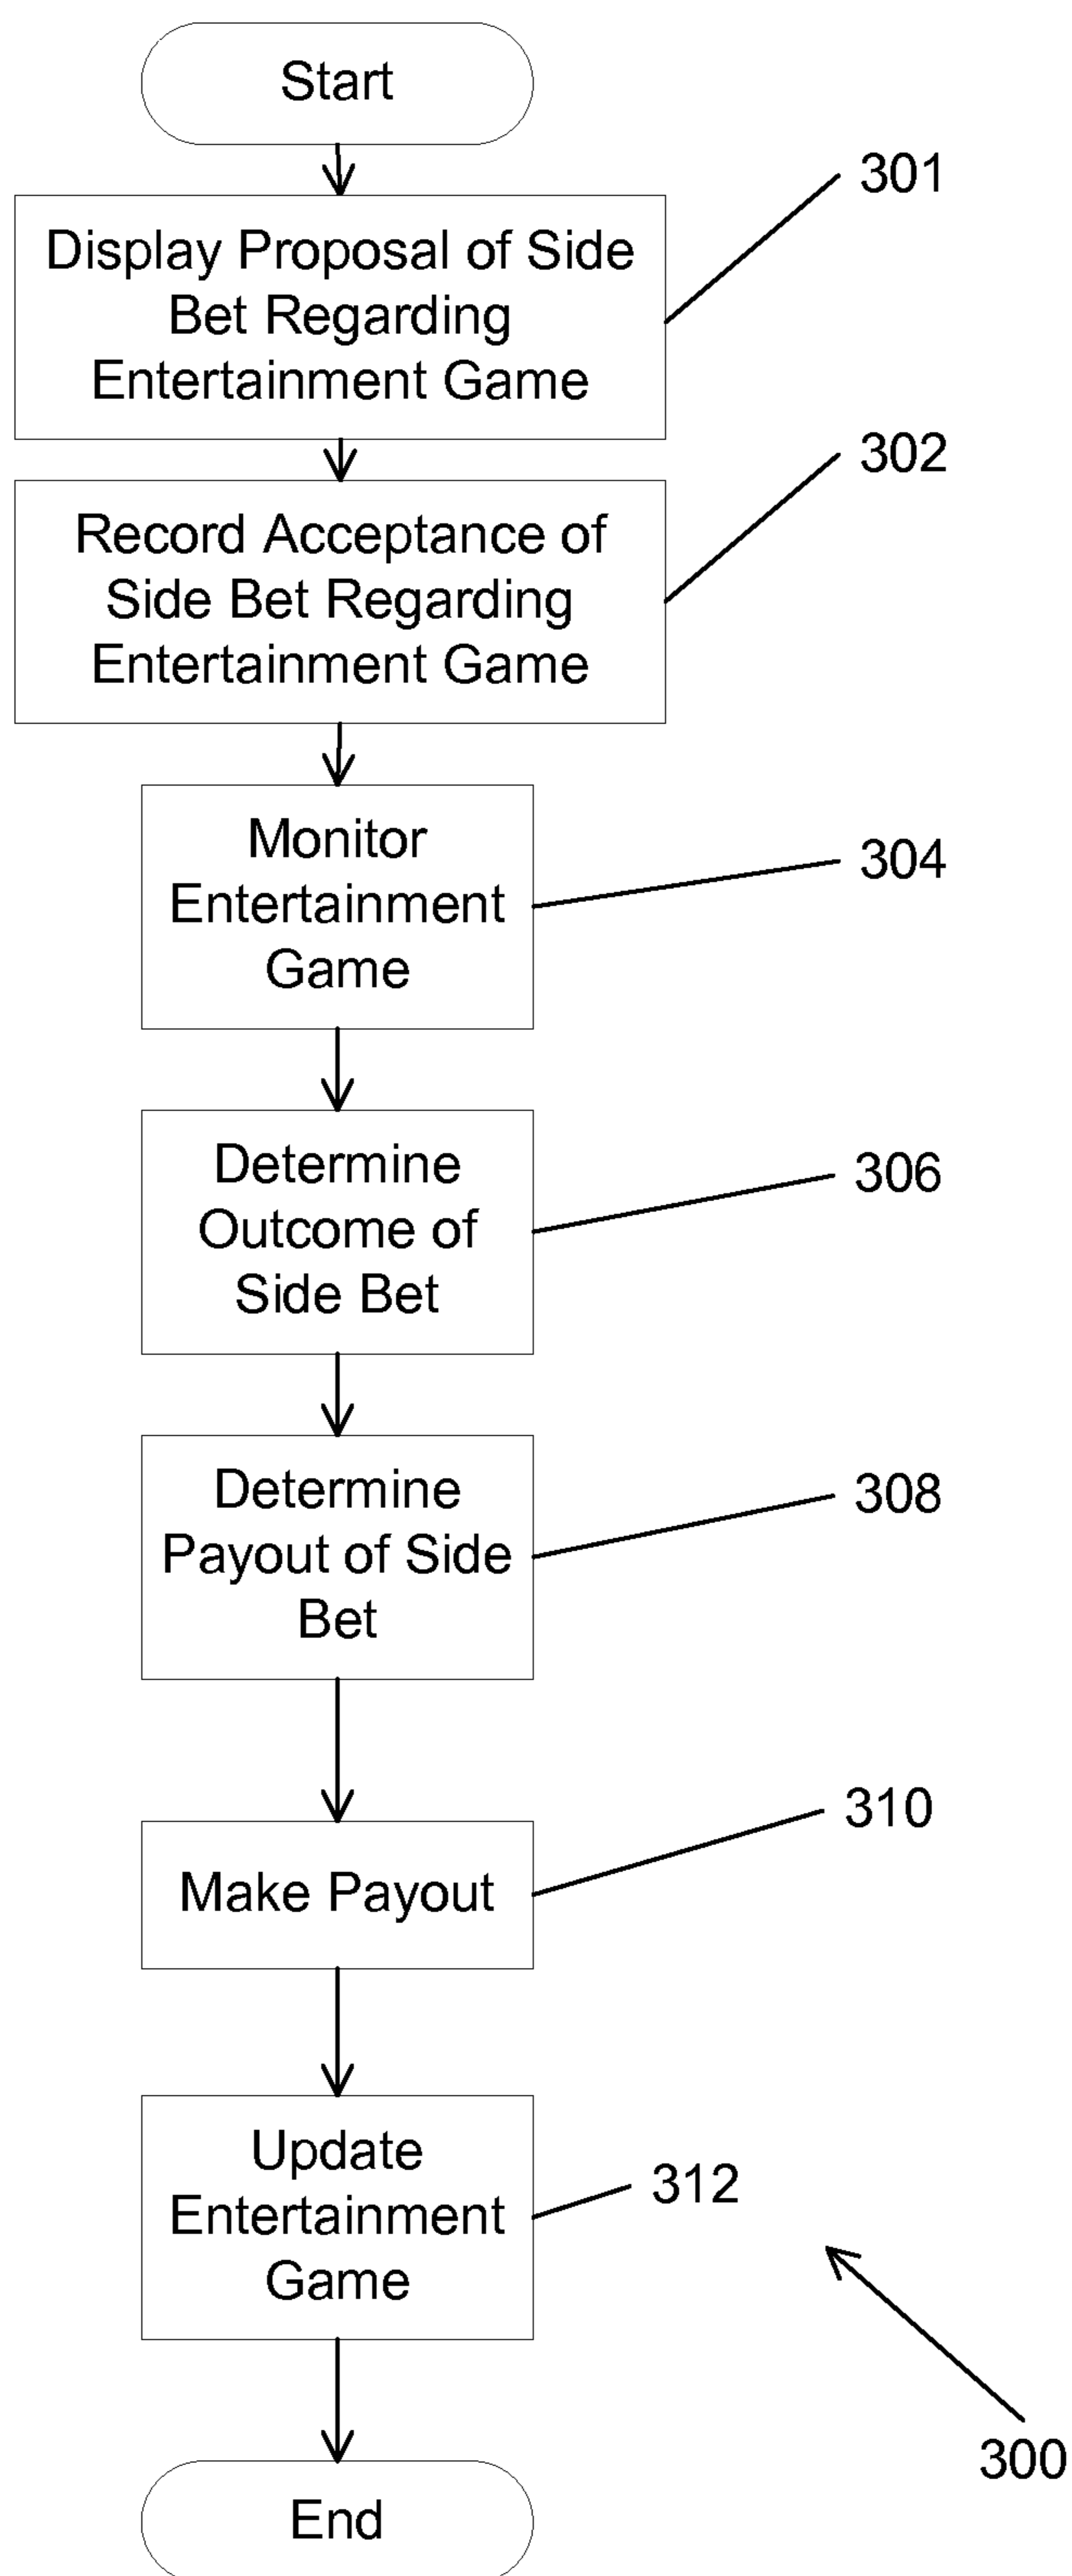 Start
301
Display Proposal of Side
Bet Regarding
Entertainment Game
302
Record Acceptance of
Side Bet Regarding
Entertainment Game
304
Monitor
Entertainment
Game
306
Determine
Outcome of
Side Bet
308
Determine
Payout of Side
Bet
310
Make Payout
312
Update
Entertainment
Game
300
End